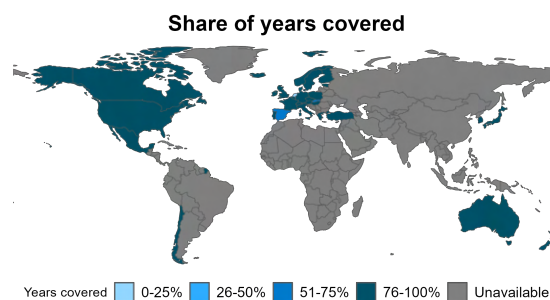 Share of years covered
Years covered 0-25% 26-50% 51-75% 76-100% Unavailable